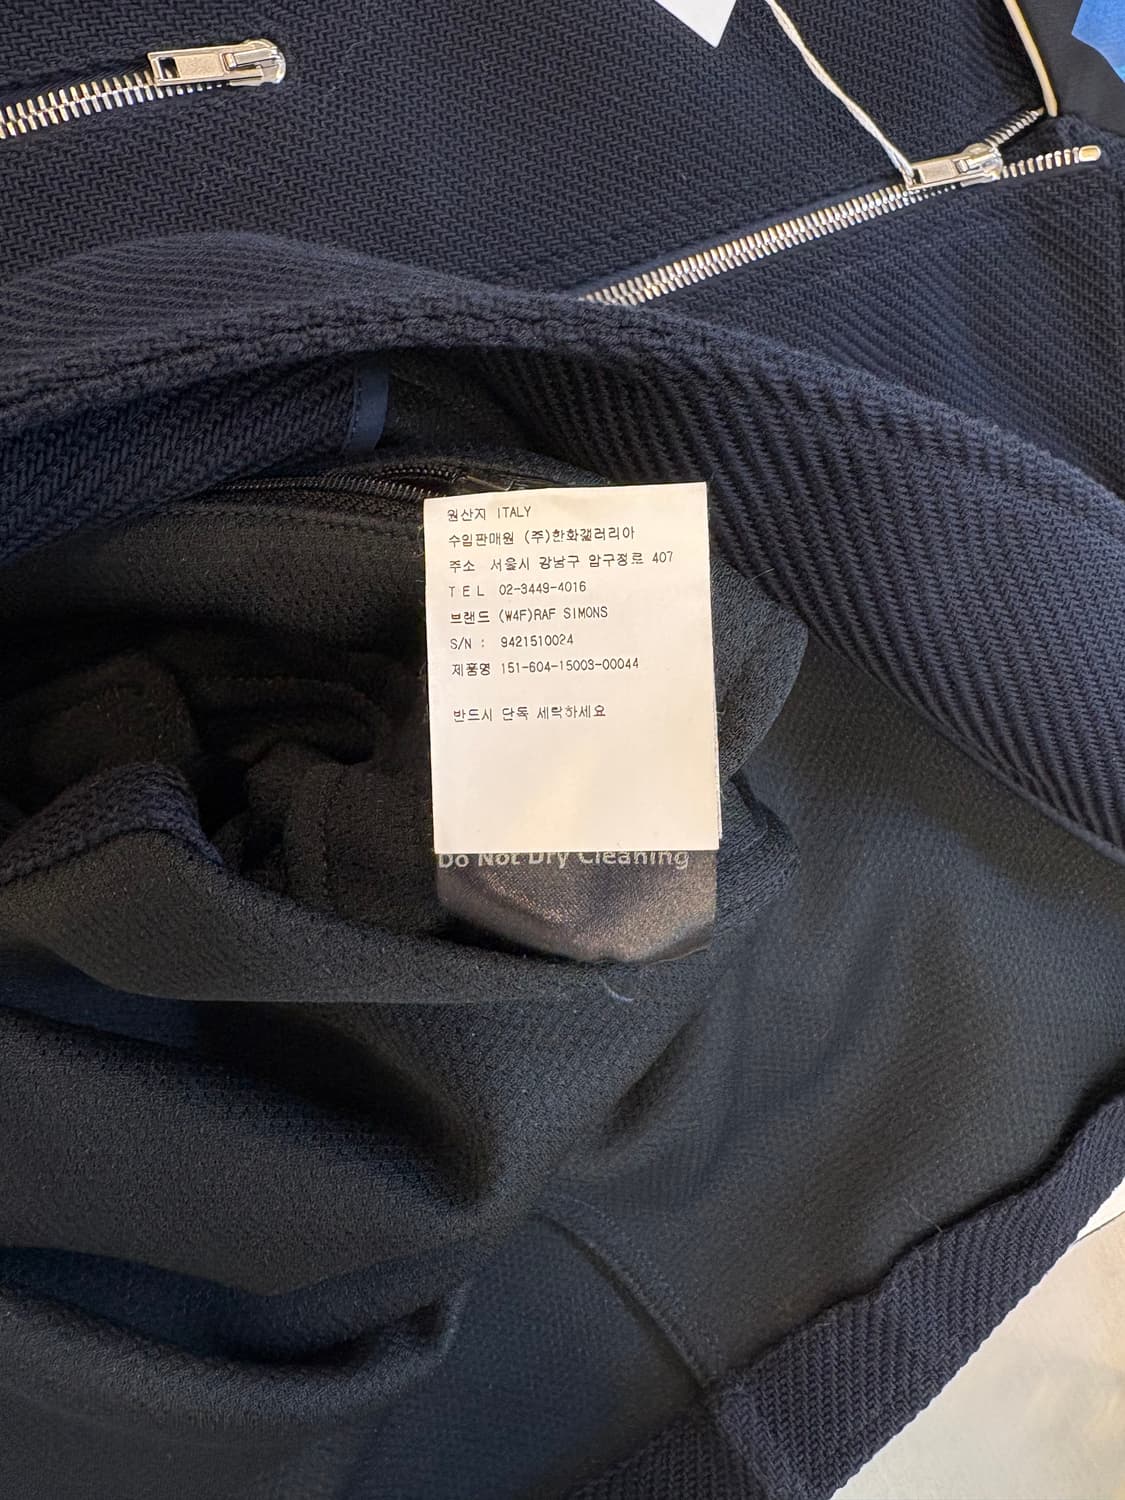 원산지 ITALY
수입판매원 (주)한화갤러리아
주소 서울시 강남구 압구정로 407
TEL 02-3449-4016
브랜드 (W4F)RAF SIMONS
S/N : 9421510024
제품명 151-604-15003-00044
반드시 단독 세탁하세요
Do Not Dry Cleaning